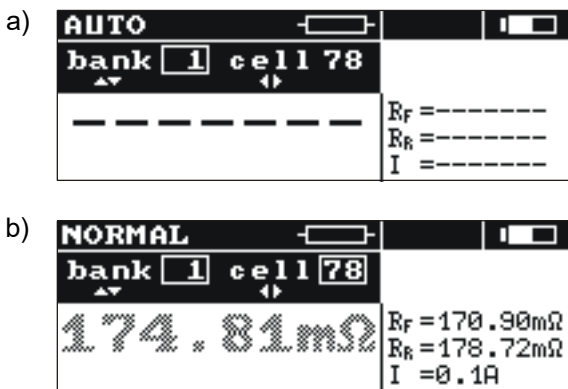 a)
AUTO
bank 1 cell 78
------- R_F =-------
R_R =-------
I =-------
b)
NORMAL
bank 1 cell 78
174.81mΩ R_F =170.90mΩ
R_R =178.72mΩ
I =0.1A